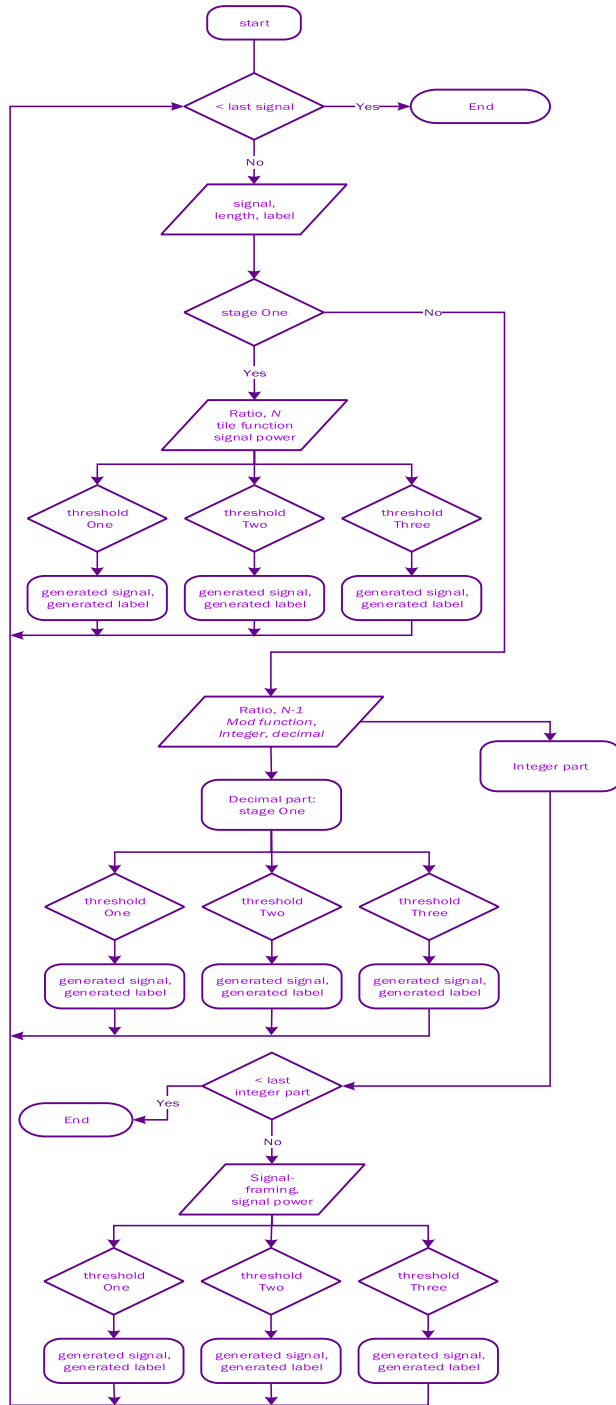 start
< last signal
Yes
End
No
signal,
length, label
stage One
No
Yes
Ratio, N
tile function
signal power
threshold
One
threshold
Two
threshold
Three
generated signal,
generated label
generated signal,
generated label
generated signal,
generated label
Ratio, N-1
Mod function,
Integer, decimal
Integer part
Decimal part:
stage One
threshold
One
threshold
Two
threshold
Three
generated signal,
generated label
generated signal,
generated label
generated signal,
generated label
< last
integer part
Yes
End
No
Signal-
framing,
signal power
threshold
One
threshold
Two
threshold
Three
generated signal,
generated label
generated signal,
generated label
generated signal,
generated label